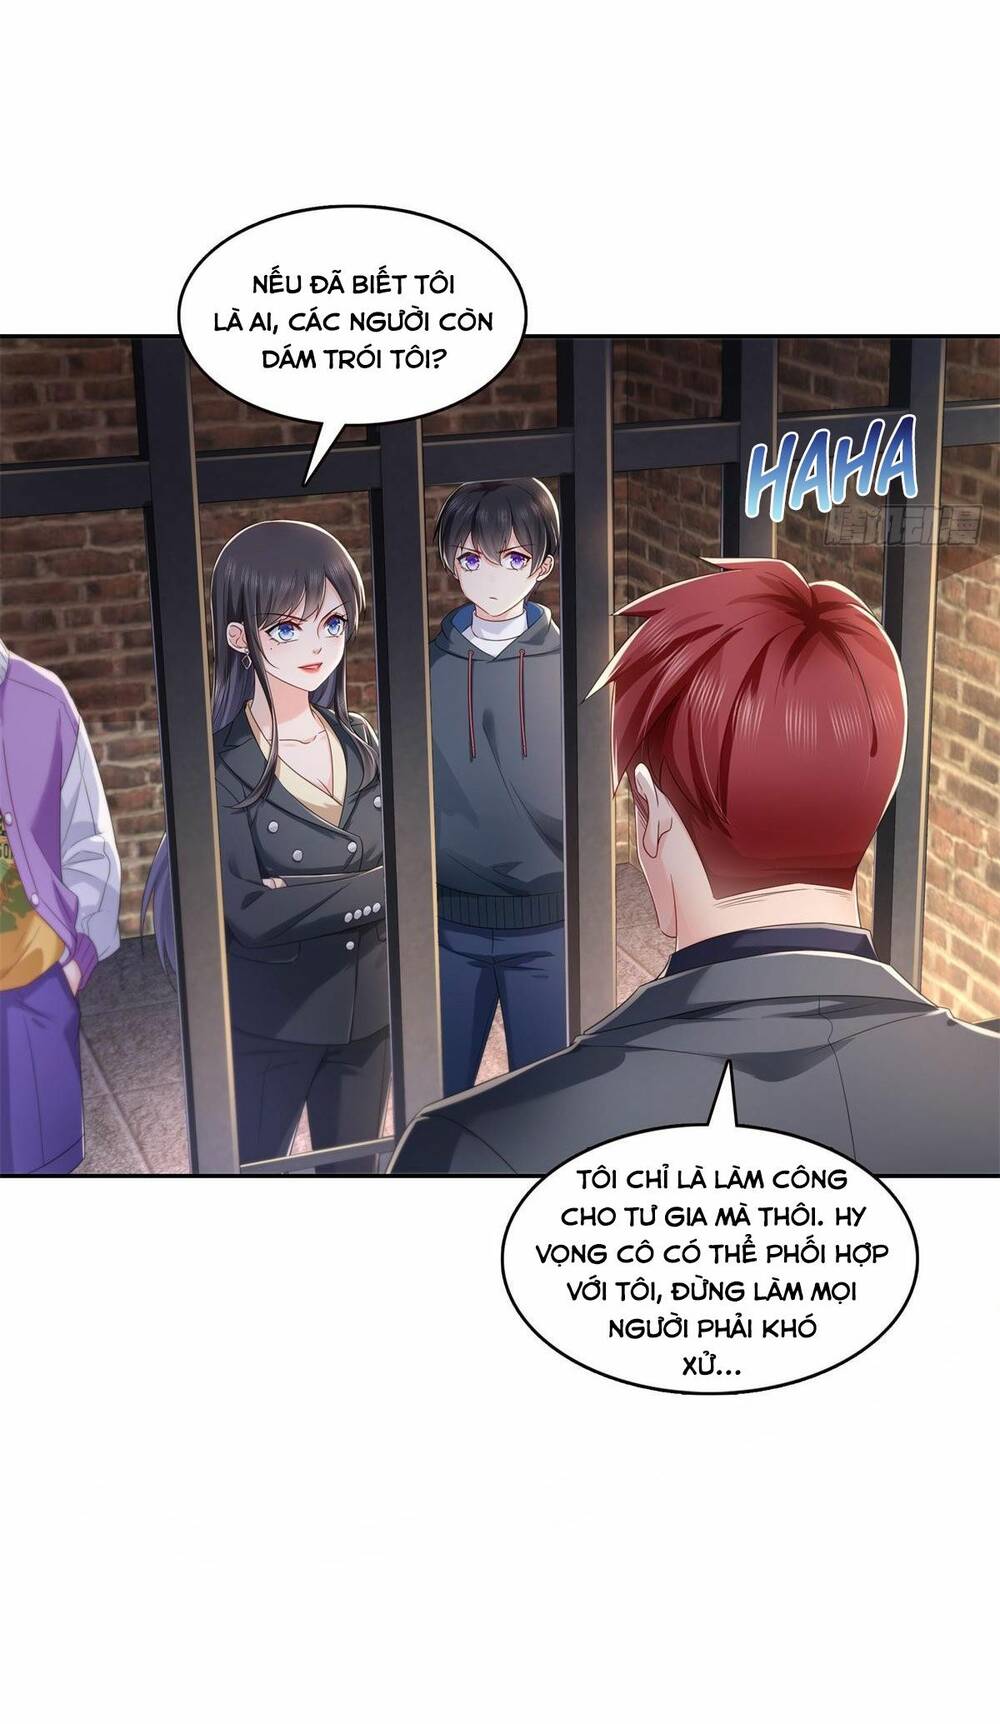 NẾU ĐÃ BIẾT TÔI
LÀ AI, CÁC NGƯỜI CÒN
DÁM TRÓI TÔI?
HAHA
TÔI CHỈ LÀ LÀM CÔNG
CHO TƯ GIA MÀ THÔI. HY
VỌNG CÔ CÓ THỂ PHỐI HỢP
VỚI TÔI, ĐỪNG LÀM MỌI
NGƯỜI PHẢI KHÓ
XỬ...